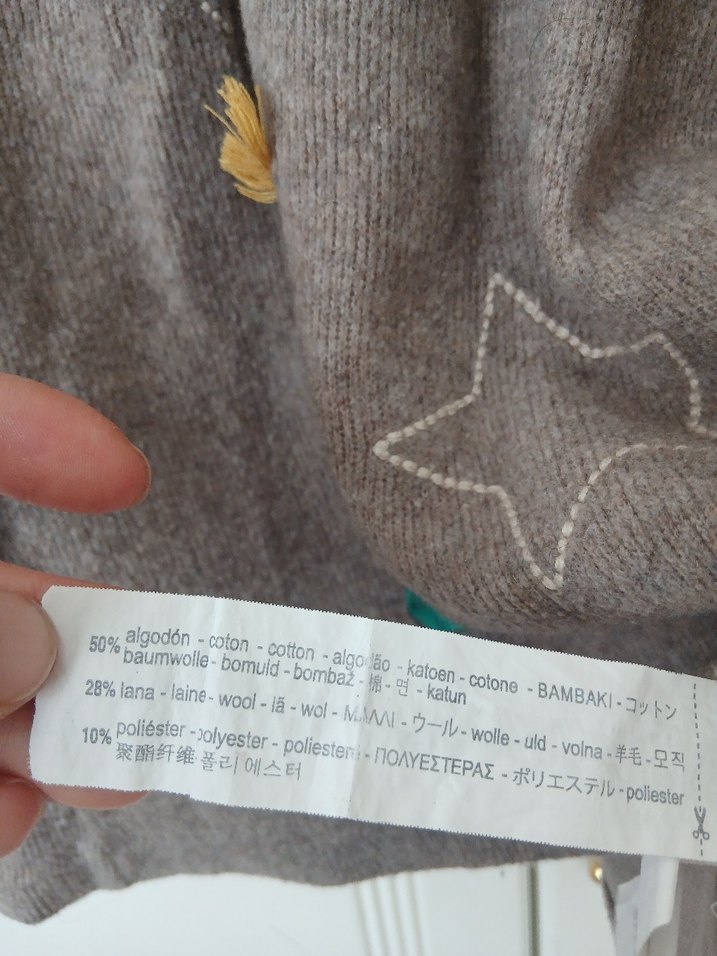 50% algodón - coton - cotton - algodão - katoen - cotone - BAMBAKI - コットン
baumwolle - bomuld - bombaž - 棉 - 면 - katun
28% lana - laine - wool - lã - wol - ΜΑΛΛΙ - ウール - wolle - uld - volna - 羊毛 - 모직
10% poliéster - polyester - poliestere - ΠΟΛΥΕΣΤΕΡΑΣ - ポリエステル - poliester
聚酯纤维 폴리에스터